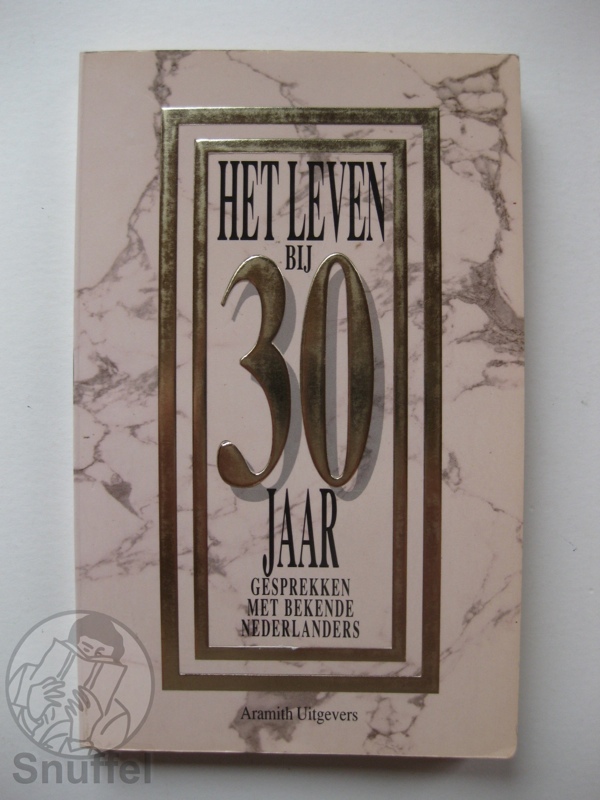 HET LEVEN
BIJ
30
JAAR
GESPREKKEN
MET BEKENDE
NEDERLANDERS
Aramith Uitgevers
Snuffel